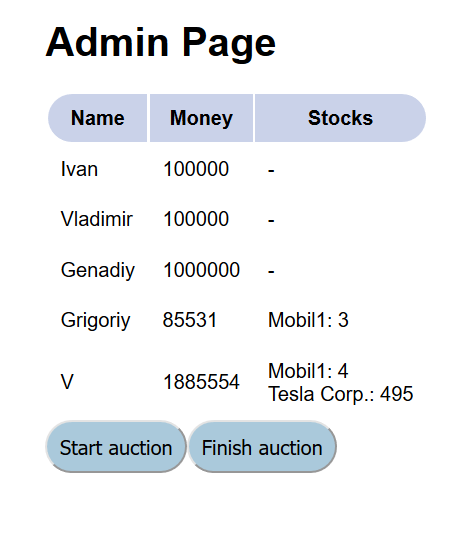 Admin Page
Name Money Stocks
Ivan 100000 -
Vladimir 100000 -
Genadiy 1000000 -
Grigoriy 85531 Mobil1: 3
V 1885554 Mobil1: 4
Tesla Corp.: 495
Start auction Finish auction